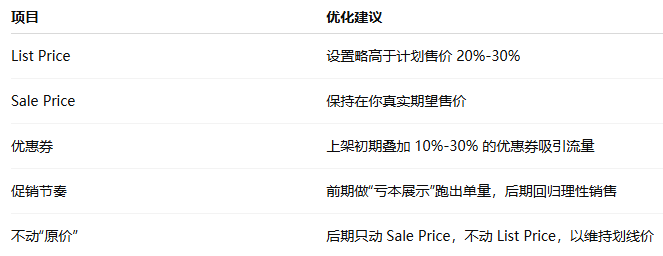 项目 优化建议
List Price 设置略高于计划售价 20%-30%
Sale Price 保持在你真实期望售价
优惠券 上架初期叠加 10%-30% 的优惠券吸引流量
促销节奏 前期做“亏本展示”跑出单量，后期回归理性销售
不动“原价” 后期只动 Sale Price，不动 List Price，以维持划线价